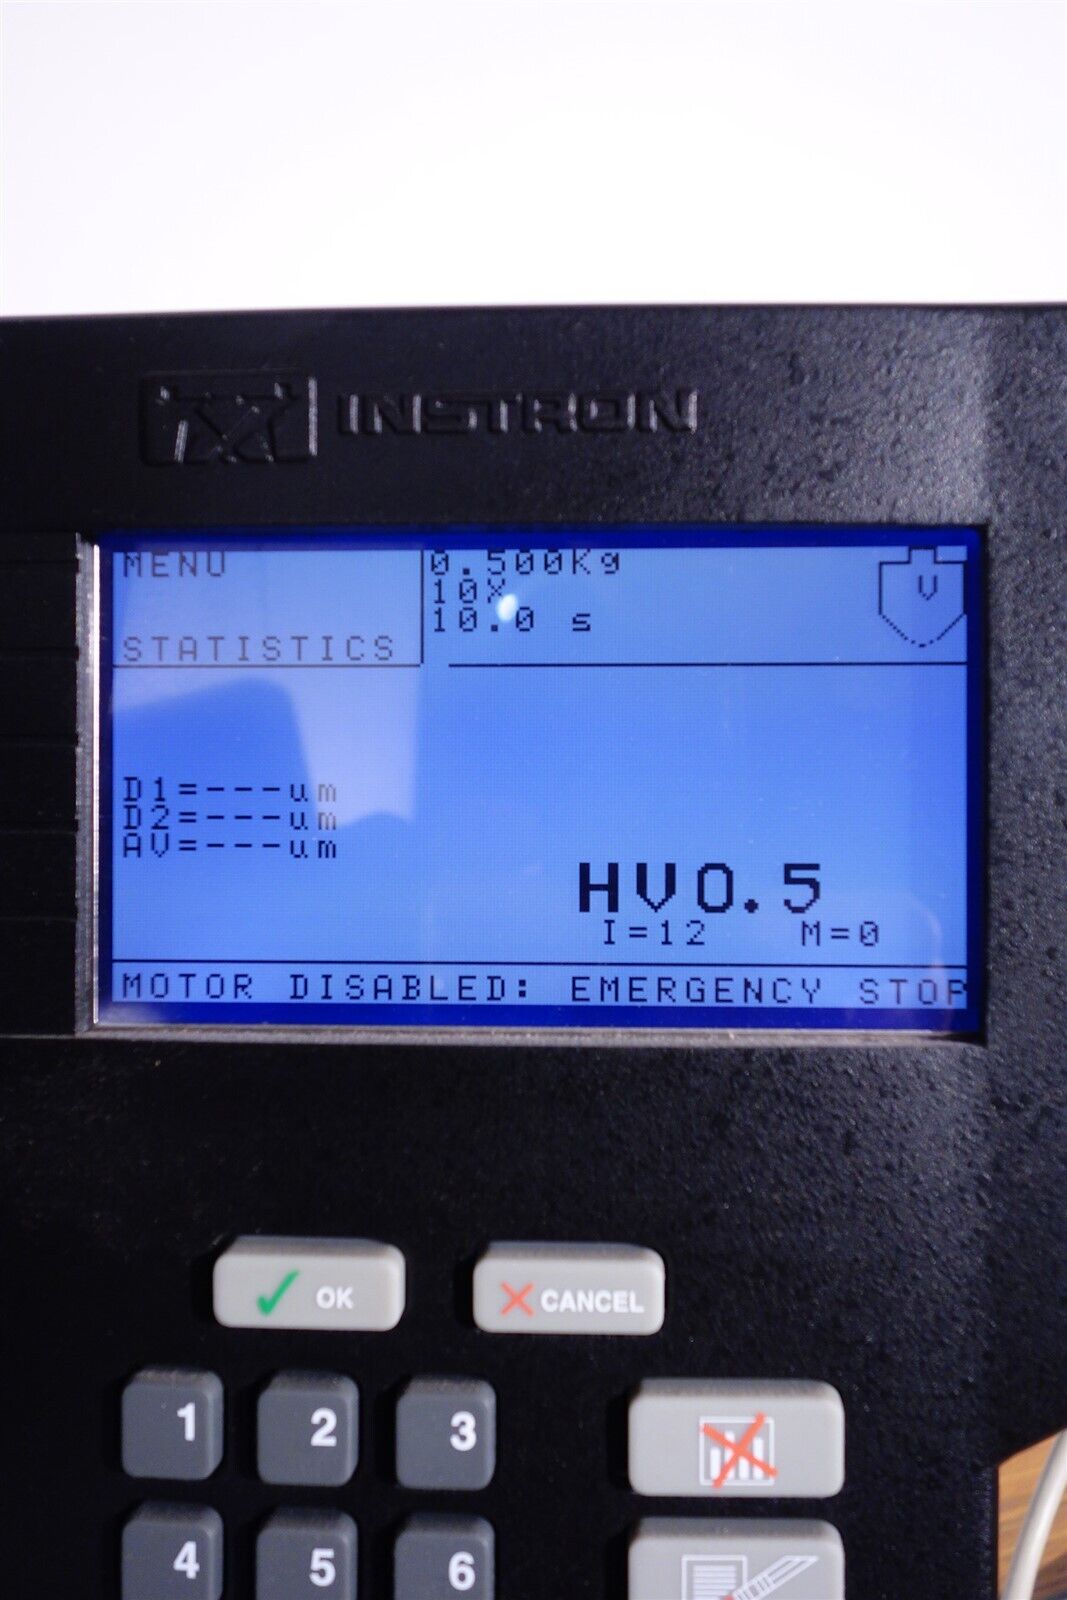 INSTRON
MENU
STATISTICS
0.500Kg
10X
10.0 s
V
D1=---um
D2=---um
AV=---um
HV0.5
I=12 M=0
MOTOR DISABLED: EMERGENCY STOP
OK
CANCEL
1 2 3
4 5 6